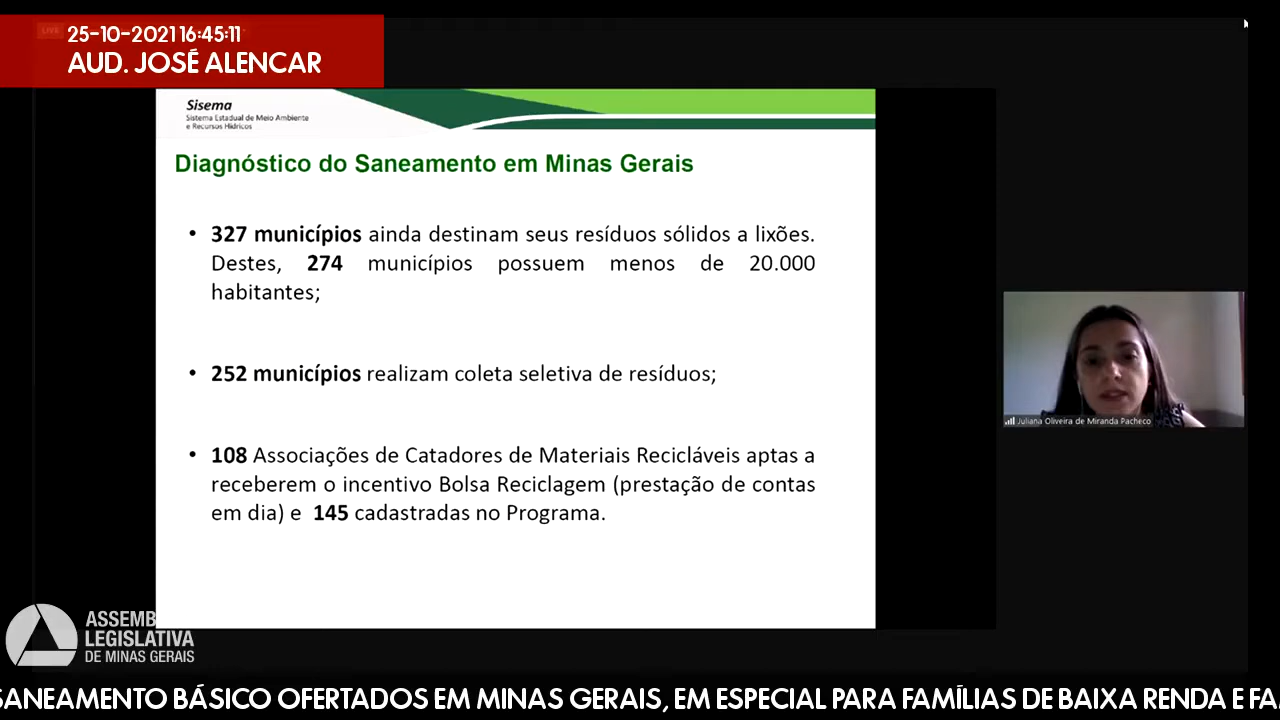 LIVE
25-10-2021 16:45:11
AUD. JOSÉ ALENCAR
Sisema
Sistema Estadual de Meio Ambiente
e Recursos Hídricos
Diagnóstico do Saneamento em Minas Gerais
• 327 municípios ainda destinam seus resíduos sólidos a lixões.
Destes, 274 municípios possuem menos de 20.000
habitantes;
• 252 municípios realizam coleta seletiva de resíduos;
• 108 Associações de Catadores de Materiais Recicláveis aptas a
receberem o incentivo Bolsa Reciclagem (prestação de contas
em dia) e 145 cadastradas no Programa.
Juliana Oliveira de Miranda Pacheco
ASSEMB
LEGISLATIVA
DE MINAS GERAIS
SANEAMENTO BÁSICO OFERTADOS EM MINAS GERAIS, EM ESPECIAL PARA FAMÍLIAS DE BAIXA RENDA E FA